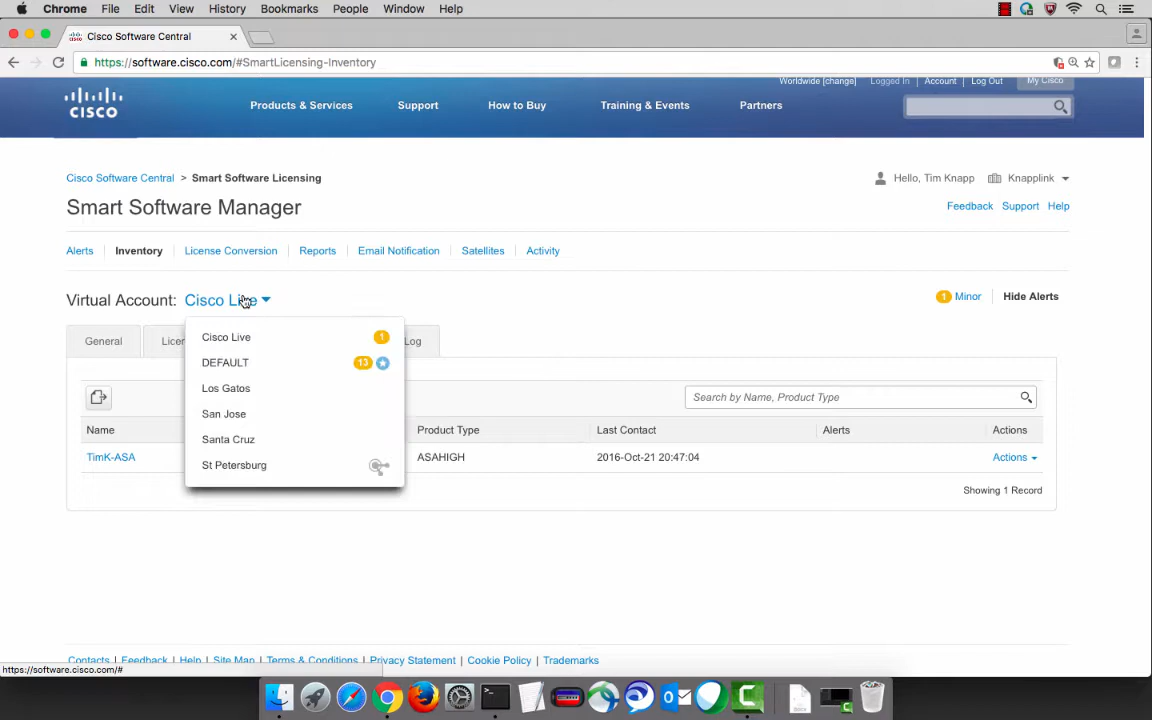 Chrome File Edit View History Bookmarks People Window Help
Cisco Software Central
https://software.cisco.com/#SmartLicensing-Inventory
Worldwide [change] Logged In Account Log Out My Cisco
CISCO
Products & Services Support How to Buy Training & Events Partners
Cisco Software Central > Smart Software Licensing
Hello, Tim Knapp Knapplink
Smart Software Manager
Feedback Support Help
Alerts Inventory License Conversion Reports Email Notification Satellites Activity
Virtual Account: Cisco Live
1 Minor Hide Alerts
General Licen Log
Cisco Live 1
DEFAULT 13
Los Gatos
San Jose
Santa Cruz
St Petersburg
Search by Name, Product Type
Name Product Type Last Contact Alerts Actions
TimK-ASA ASAHIGH 2016-Oct-21 20:47:04 Actions
Showing 1 Record
Contacts Feedback Help Site Map Terms & Conditions Privacy Statement Cookie Policy Trademarks
https://software.cisco.com/#